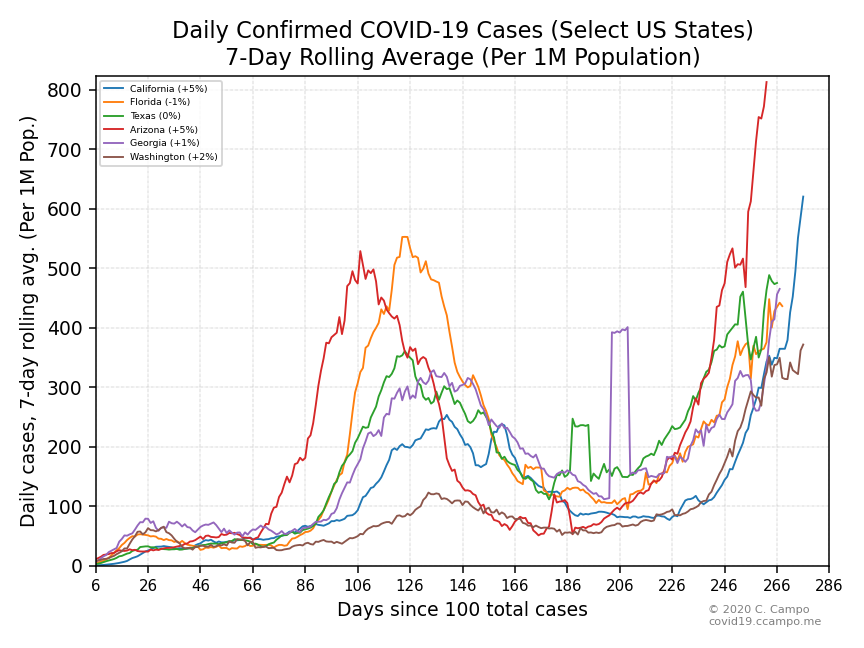 Daily Confirmed COVID-19 Cases (Select US States)
7-Day Rolling Average (Per 1M Population)
Daily cases, 7-day rolling avg. (Per 1M Pop.)
800
700
600
500
400
300
200
100
0
California (+5%)
Florida (-1%)
Texas (0%)
Arizona (+5%)
Georgia (+1%)
Washington (+2%)
6 26 46 66 86 106 126 146 166 186 206 226 246 266 286
Days since 100 total cases
© 2020 C. Campo
covid19.ccampo.me